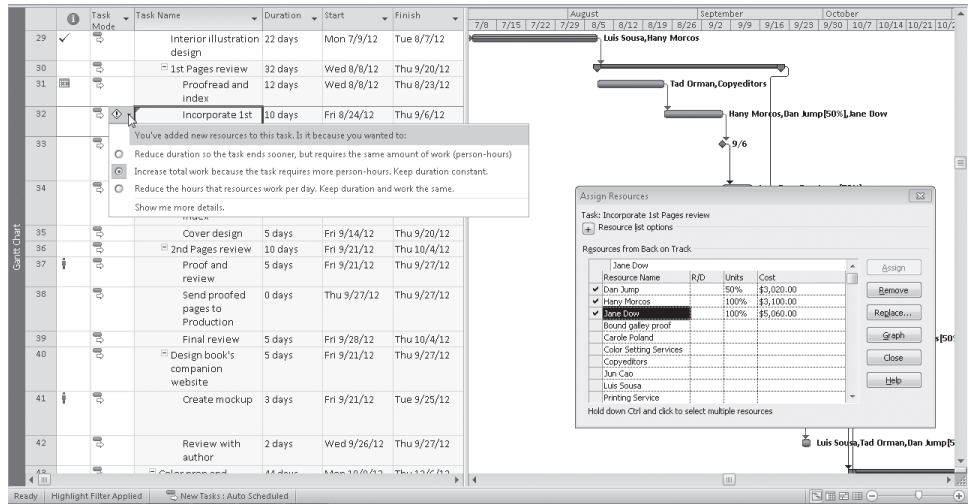 Task Mode
Task Name
Duration
Start
Finish
August
September
October
7/8 7/15 7/22 7/29 8/5 8/12 8/19 8/26 9/2 9/9 9/16 9/23 9/30 10/7 10/14 10/21
29 Interior illustration design 22 days Mon 7/9/12 Tue 8/7/12
Luis Sousa,Hany Morcos
30 1st Pages review 32 days Wed 8/8/12 Thu 9/20/12
31 Proofread and index 12 days Wed 8/8/12 Thu 8/23/12
Tad Orman,Copyeditors
32 Incorporate 1st 10 days Fri 8/24/12 Thu 9/6/12
Hany Morcos,Dan Jump[50%],Jane Dow
You've added new resources to this task. Is it because you wanted to:
33
9/6
Reduce duration so the task ends sooner, but requires the same amount of work (person-hours)
Increase total work because the task requires more person-hours. Keep duration constant.
34
Reduce the hours that resources work per day. Keep duration and work the same.
Show me more details.
index
35 Cover design 5 days Fri 9/14/12 Thu 9/20/12
36 2nd Pages review 10 days Fri 9/21/12 Thu 10/4/12
37 Proof and review 5 days Fri 9/21/12 Thu 9/27/12
38 Send proofed pages to Production 0 days Thu 9/27/12 Thu 9/27/12
39 Final review 5 days Fri 9/28/12 Thu 10/4/12
40 Design book's companion website 5 days Fri 9/21/12 Thu 9/27/12
41 Create mockup 3 days Fri 9/21/12 Tue 9/25/12
42 Review with author 2 days Wed 9/26/12 Thu 9/27/12
Luis Sousa,Tad Orman,Dan Jump[5
Gantt Chart
Assign Resources
Task: Incorporate 1st Pages review
Resource list options
Resources from Back on Track
Jane Dow
Resource Name R/D Units Cost
Dan Jump 50% $3,020.00
Hany Morcos 100% $3,100.00
Jane Dow 100% $5,060.00
Bound galley proof
Carole Poland
Color Setting Services
Copyeditors
Jun Cao
Luis Sousa
Printing Service
Assign
Remove
Replace...
Graph
Close
Help
Hold down Ctrl and click to select multiple resources
s[50
Ready Highlight Filter Applied New Tasks : Auto Scheduled